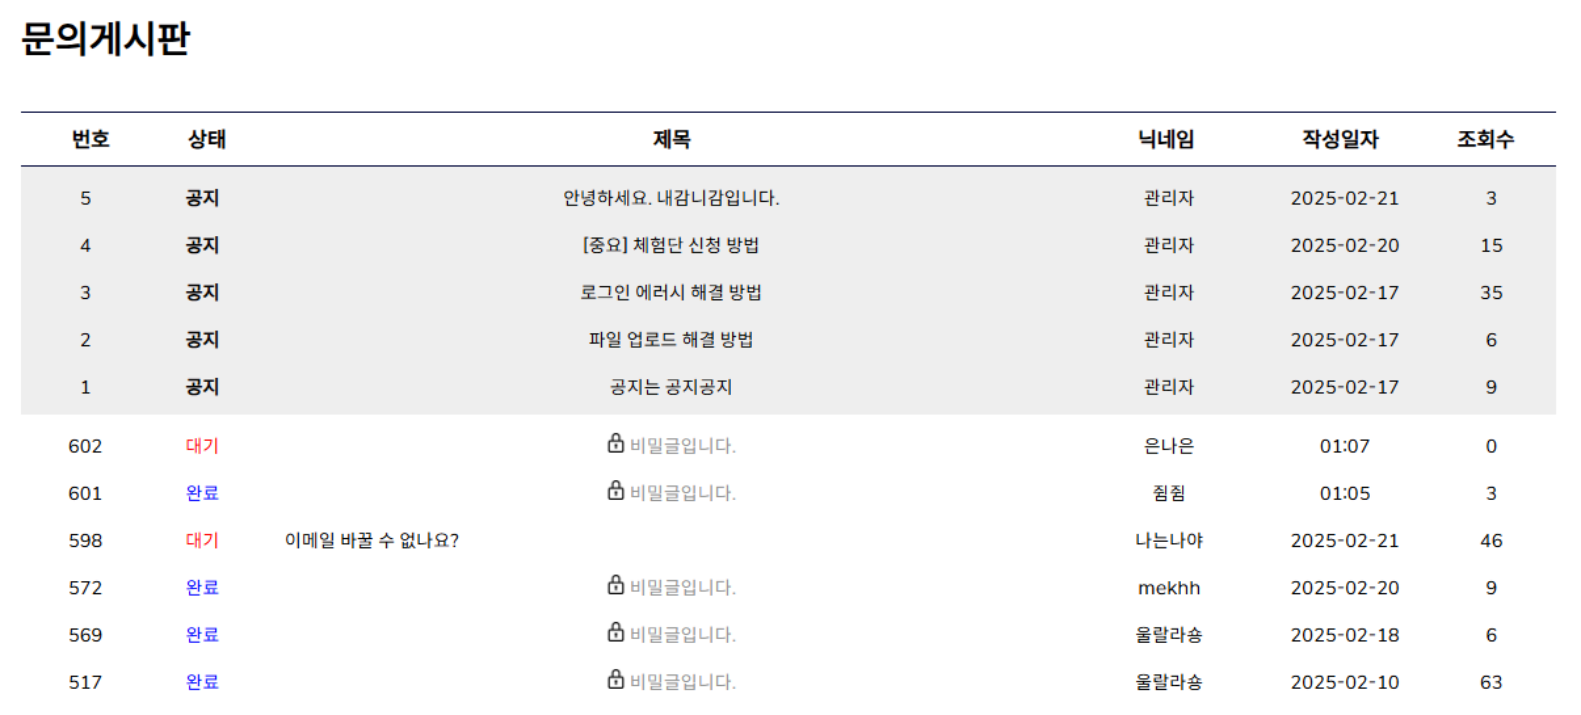 문의게시판
번호 상태 제목 닉네임 작성일자 조회수
5 공지 안녕하세요. 내감니감입니다. 관리자 2025-02-21 3
4 공지 [중요] 체험단 신청 방법 관리자 2025-02-20 15
3 공지 로그인 에러시 해결 방법 관리자 2025-02-17 35
2 공지 파일 업로드 해결 방법 관리자 2025-02-17 6
1 공지 공지는 공지공지 관리자 2025-02-17 9
602 대기 비밀글입니다. 은나은 01:07 0
601 완료 비밀글입니다. 쥠쥠 01:05 3
598 대기 이메일 바꿀 수 없나요? 나는나야 2025-02-21 46
572 완료 비밀글입니다. mekhh 2025-02-20 9
569 완료 비밀글입니다. 울랄라숑 2025-02-18 6
517 완료 비밀글입니다. 울랄라숑 2025-02-10 63